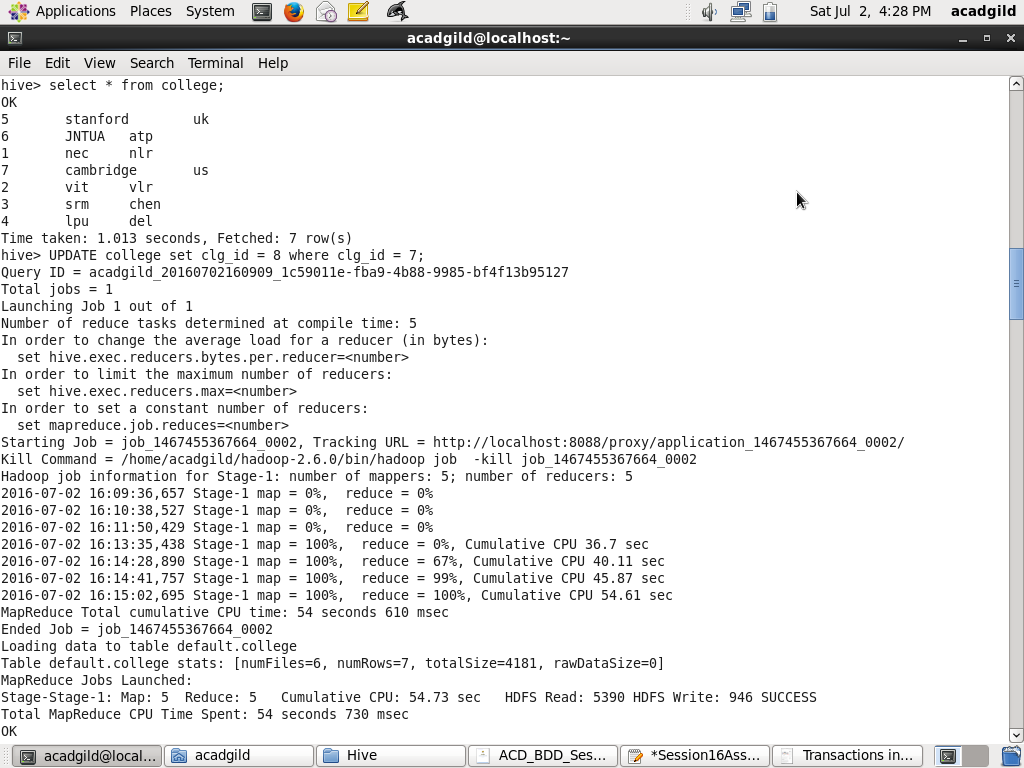 Applications Places System Sat Jul 2, 4:28 PM acadgild
acadgild@localhost:~
File Edit View Search Terminal Help
hive> select * from college;
OK
5 stanford uk
6 JNTUA atp
1 nec nlr
7 cambridge us
2 vit vlr
3 srm chen
4 lpu del
Time taken: 1.013 seconds, Fetched: 7 row(s)
hive> UPDATE college set clg_id = 8 where clg_id = 7;
Query ID = acadgild_20160702160909_1c59011e-fba9-4b88-9985-bf4f13b95127
Total jobs = 1
Launching Job 1 out of 1
Number of reduce tasks determined at compile time: 5
In order to change the average load for a reducer (in bytes):
  set hive.exec.reducers.bytes.per.reducer=<number>
In order to limit the maximum number of reducers:
  set hive.exec.reducers.max=<number>
In order to set a constant number of reducers:
  set mapreduce.job.reduces=<number>
Starting Job = job_1467455367664_0002, Tracking URL = http://localhost:8088/proxy/application_1467455367664_0002/
Kill Command = /home/acadgild/hadoop-2.6.0/bin/hadoop job  -kill job_1467455367664_0002
Hadoop job information for Stage-1: number of mappers: 5; number of reducers: 5
2016-07-02 16:09:36,657 Stage-1 map = 0%,  reduce = 0%
2016-07-02 16:10:38,527 Stage-1 map = 0%,  reduce = 0%
2016-07-02 16:11:50,429 Stage-1 map = 0%,  reduce = 0%
2016-07-02 16:13:35,438 Stage-1 map = 100%,  reduce = 0%, Cumulative CPU 36.7 sec
2016-07-02 16:14:28,890 Stage-1 map = 100%,  reduce = 67%, Cumulative CPU 40.11 sec
2016-07-02 16:14:41,757 Stage-1 map = 100%,  reduce = 99%, Cumulative CPU 45.87 sec
2016-07-02 16:15:02,695 Stage-1 map = 100%,  reduce = 100%, Cumulative CPU 54.61 sec
MapReduce Total cumulative CPU time: 54 seconds 610 msec
Ended Job = job_1467455367664_0002
Loading data to table default.college
Table default.college stats: [numFiles=6, numRows=7, totalSize=4181, rawDataSize=0]
MapReduce Jobs Launched:
Stage-Stage-1: Map: 5  Reduce: 5   Cumulative CPU: 54.73 sec   HDFS Read: 5390 HDFS Write: 946 SUCCESS
Total MapReduce CPU Time Spent: 54 seconds 730 msec
OK
acadgild@local... acadgild Hive ACD_BDD_Ses... *Session16Ass... Transactions in...